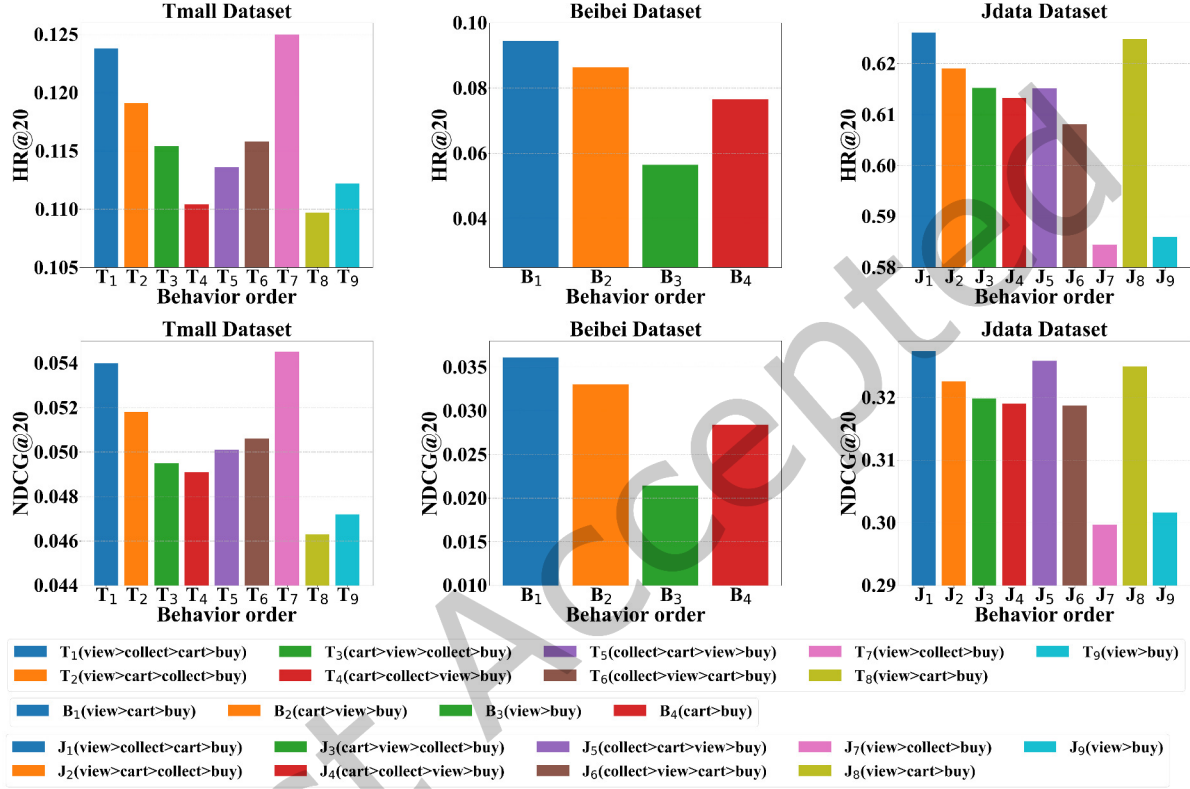 Tmall Dataset
HR@20
0.125
0.120
0.115
0.110
0.105
T₁ T₂ T₃ T₄ T₅ T₆ T₇ T₈ T₉
Behavior order
Beibei Dataset
HR@20
0.10
0.08
0.06
0.04
B₁ B₂ B₃ B₄
Behavior order
Jdata Dataset
HR@20
0.62
0.61
0.60
0.59
0.58
J₁ J₂ J₃ J₄ J₅ J₆ J₇ J₈ J₉
Behavior order
Tmall Dataset
NDCG@20
0.054
0.052
0.050
0.048
0.046
0.044
T₁ T₂ T₃ T₄ T₅ T₆ T₇ T₈ T₉
Behavior order
Beibei Dataset
NDCG@20
0.035
0.030
0.025
0.020
0.015
0.010
B₁ B₂ B₃ B₄
Behavior order
Jdata Dataset
NDCG@20
0.32
0.31
0.30
0.29
J₁ J₂ J₃ J₄ J₅ J₆ J₇ J₈ J₉
Behavior order
T₁(view>collect>cart>buy) T₃(cart>view>collect>buy) T₅(collect>cart>view>buy) T₇(view>collect>buy) T₉(view>buy)
T₂(view>cart>collect>buy) T₄(cart>collect>view>buy) T₆(collect>view>cart>buy) T₈(view>cart>buy)
B₁(view>cart>buy) B₂(cart>view>buy) B₃(view>buy) B₄(cart>buy)
J₁(view>collect>cart>buy) J₃(cart>view>collect>buy) J₅(collect>cart>view>buy) J₇(view>collect>buy) J₉(view>buy)
J₂(view>cart>collect>buy) J₄(cart>collect>view>buy) J₆(collect>view>cart>buy) J₈(view>cart>buy)
Accepted